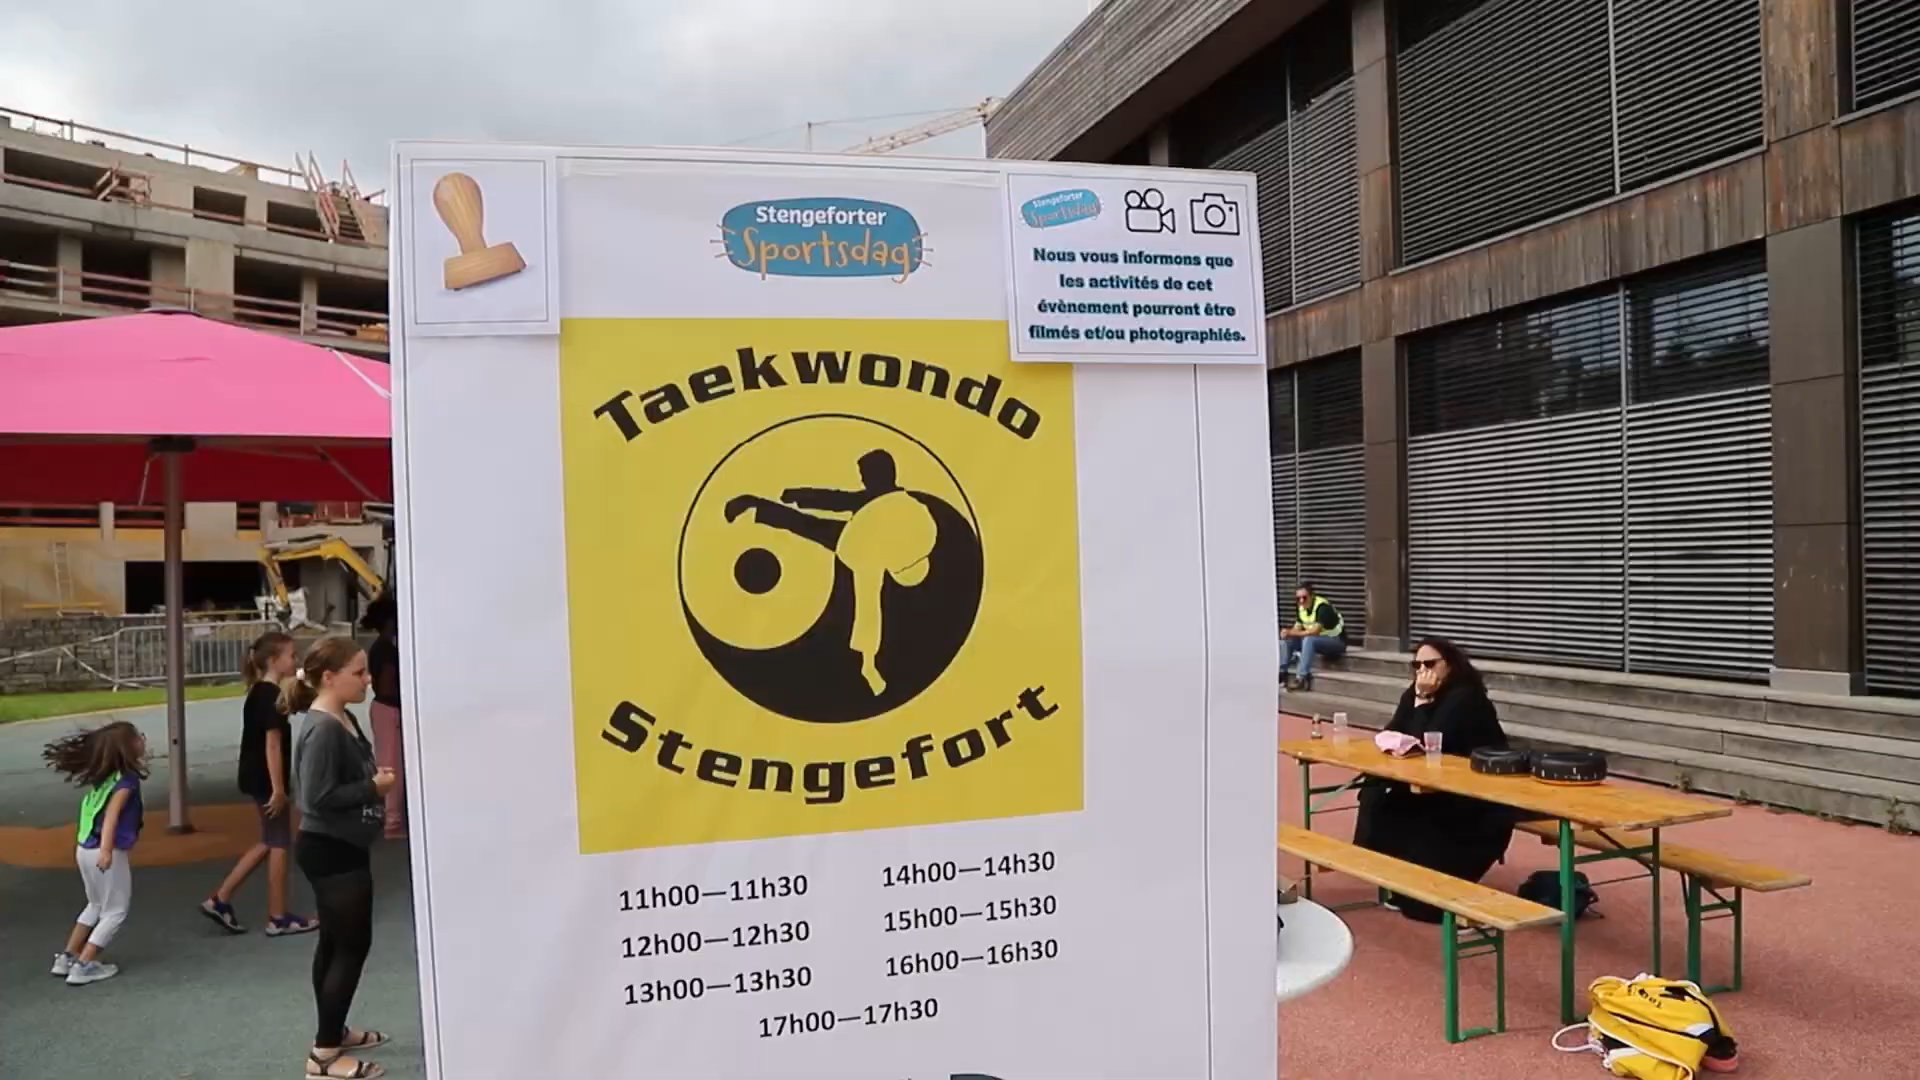 Stengeforter
Sportsdag
Stengeforter
Sportsdag
Nous vous informons que
les activités de cet
évènement pourront être
filmés et/ou photographiés.
Taekwondo
Stengefort
11h00—11h30
14h00—14h30
12h00—12h30
15h00—15h30
13h00—13h30
16h00—16h30
17h00—17h30